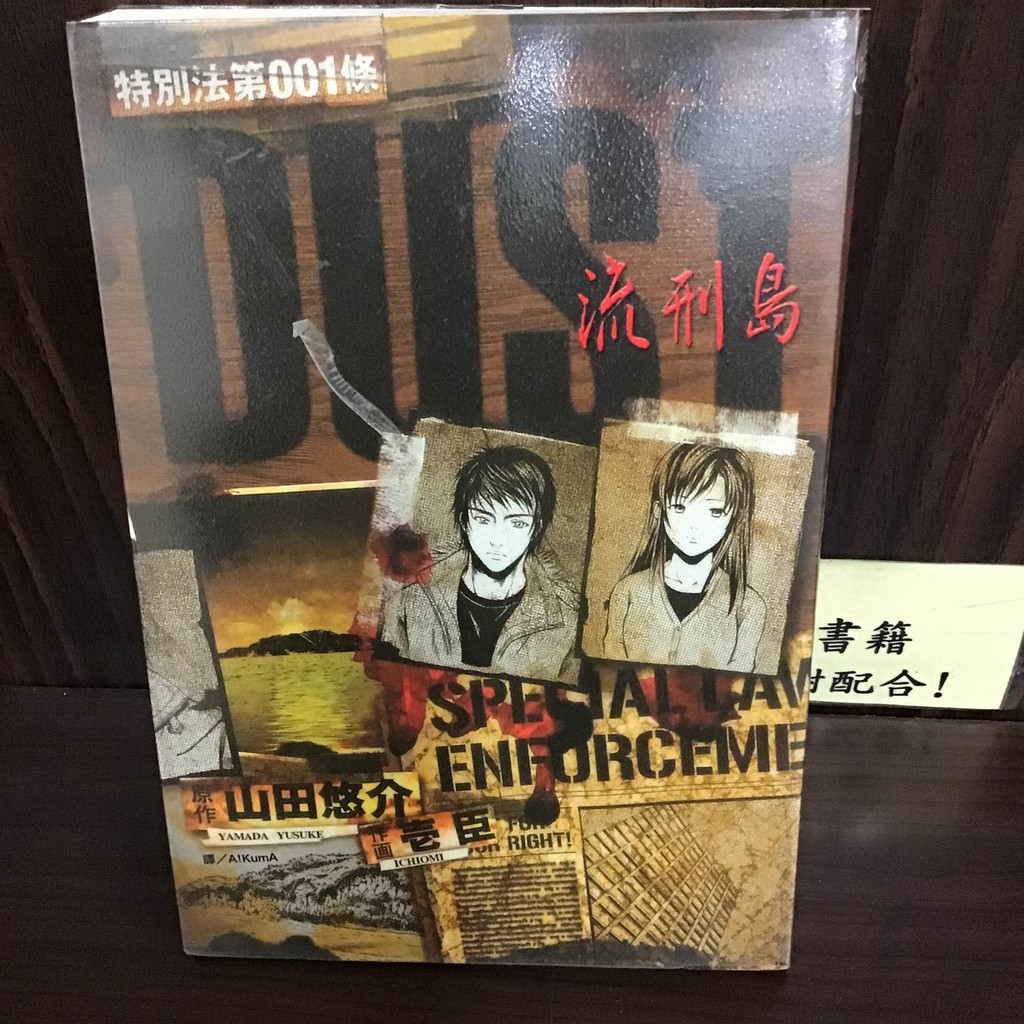 特別法第001條
DUST
流刑島
SPECIAL LAW
ENFORCEME
原作 山田悠介
YAMADA YUSUKE
作画 壱臣
ICHIOMI
譯／A!KumA
RIGHT!
書籍
配合!